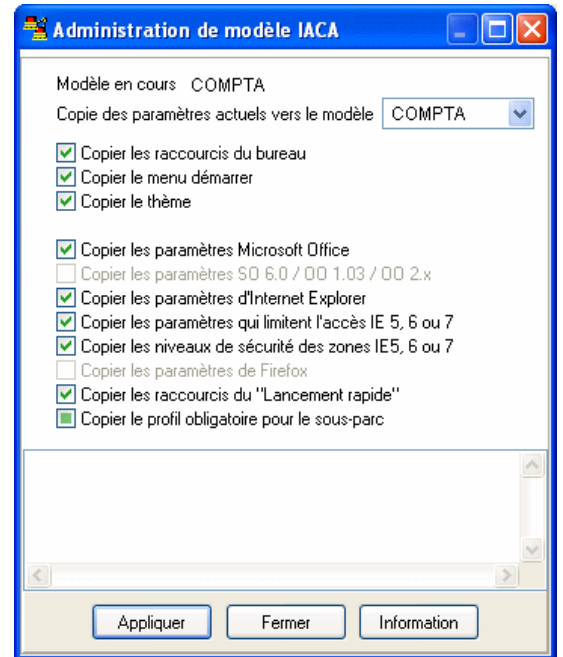 Administration de modèle IACA
Modèle en cours COMPTA
Copie des paramètres actuels vers le modèle COMPTA
Copier les raccourcis du bureau
Copier le menu démarrer
Copier le thème
Copier les paramètres Microsoft Office
Copier les paramètres SO 6.0 / OO 1.03 / OO 2.x
Copier les paramètres d'Internet Explorer
Copier les paramètres qui limitent l'accès IE 5, 6 ou 7
Copier les niveaux de sécurité des zones IE5, 6 ou 7
Copier les paramètres de Firefox
Copier les raccourcis du "Lancement rapide"
Copier le profil obligatoire pour le sous-parc
Appliquer Fermer Information